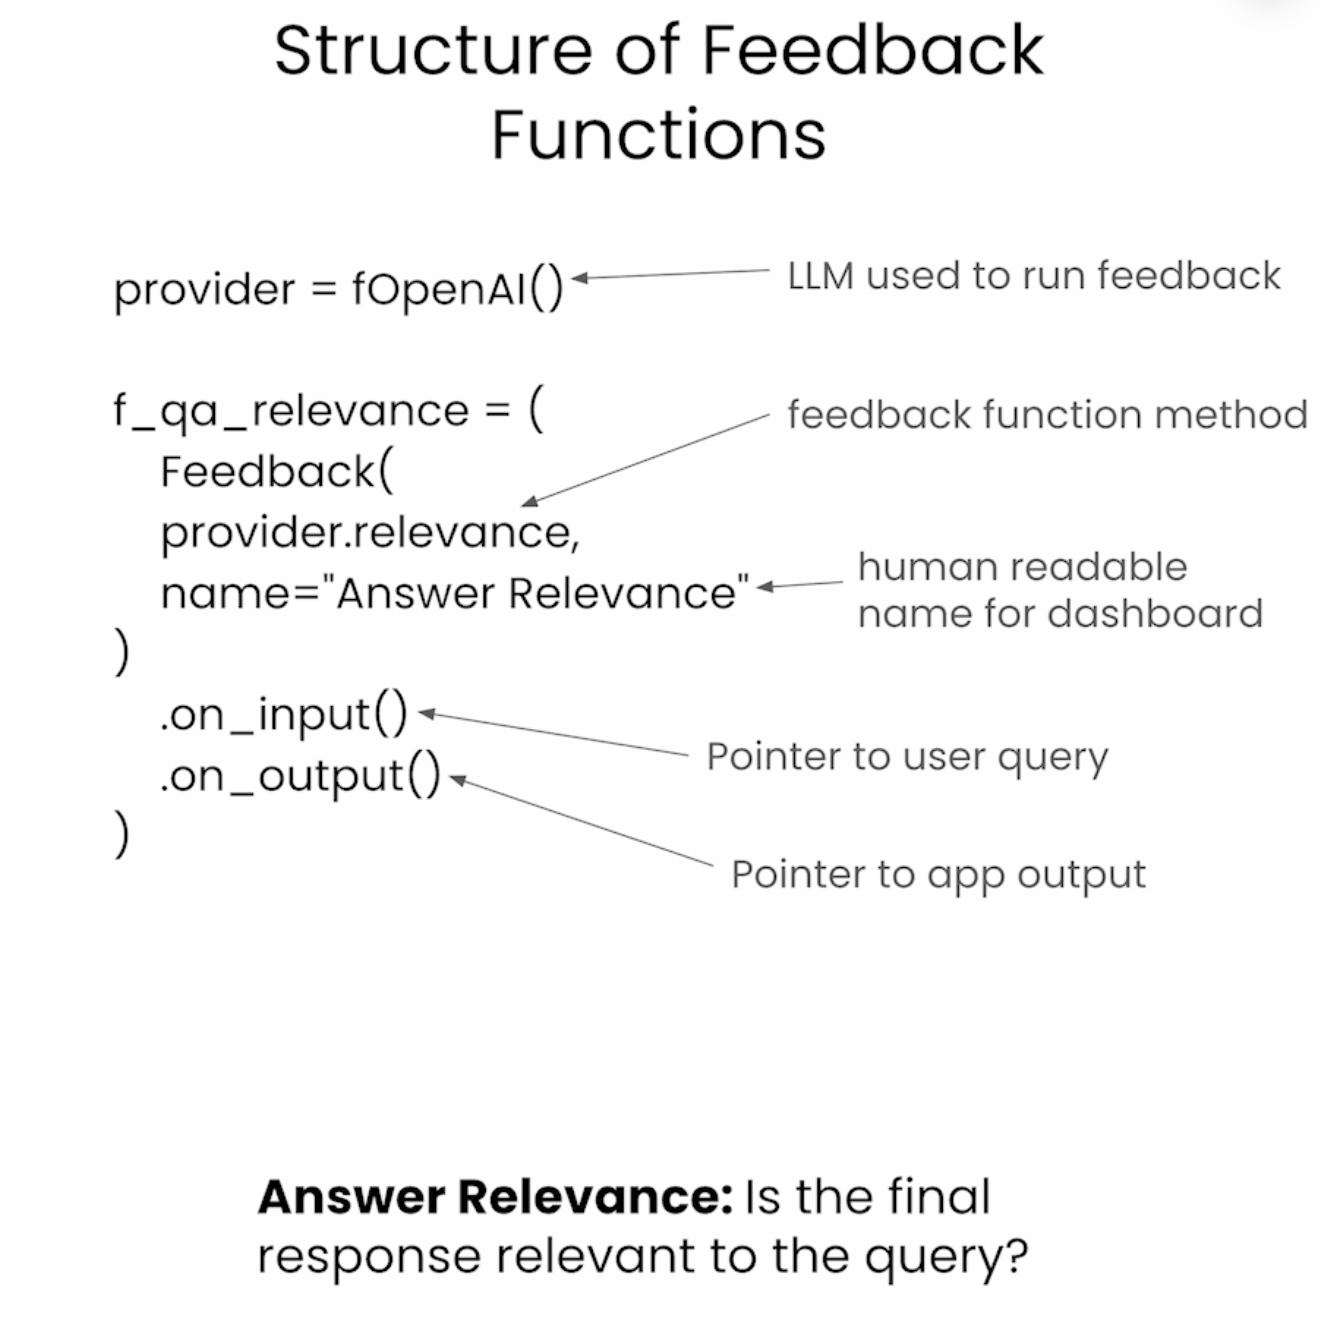 Structure of Feedback
Functions
provider = fOpenAI()
LLM used to run feedback
f_qa_relevance = (
feedback function method
Feedback(
provider.relevance,
name="Answer Relevance"
human readable
name for dashboard
)
.on_input()
Pointer to user query
.on_output()
)
Pointer to app output
Answer Relevance: Is the final
response relevant to the query?